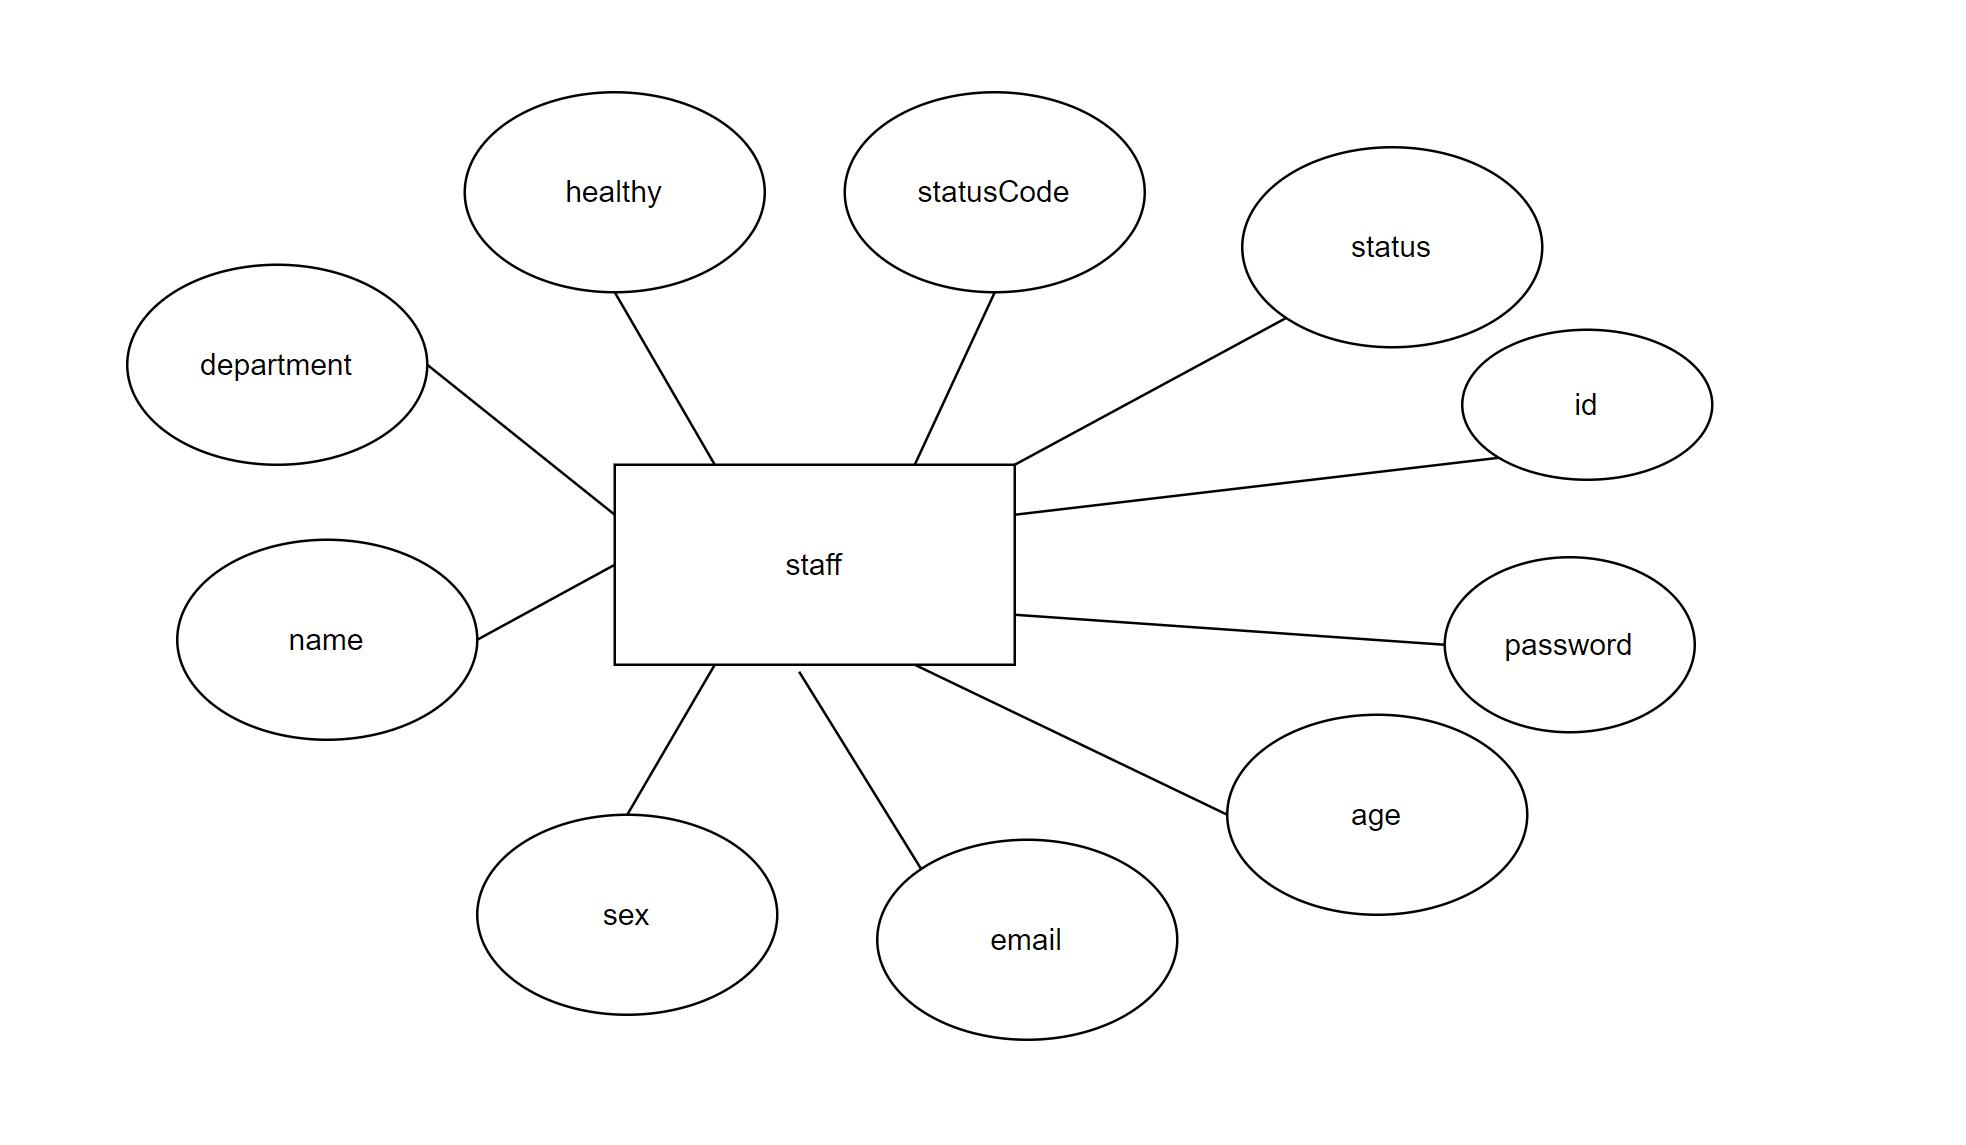 healthy
statusCode
status
department
id
staff
name
password
age
sex
email